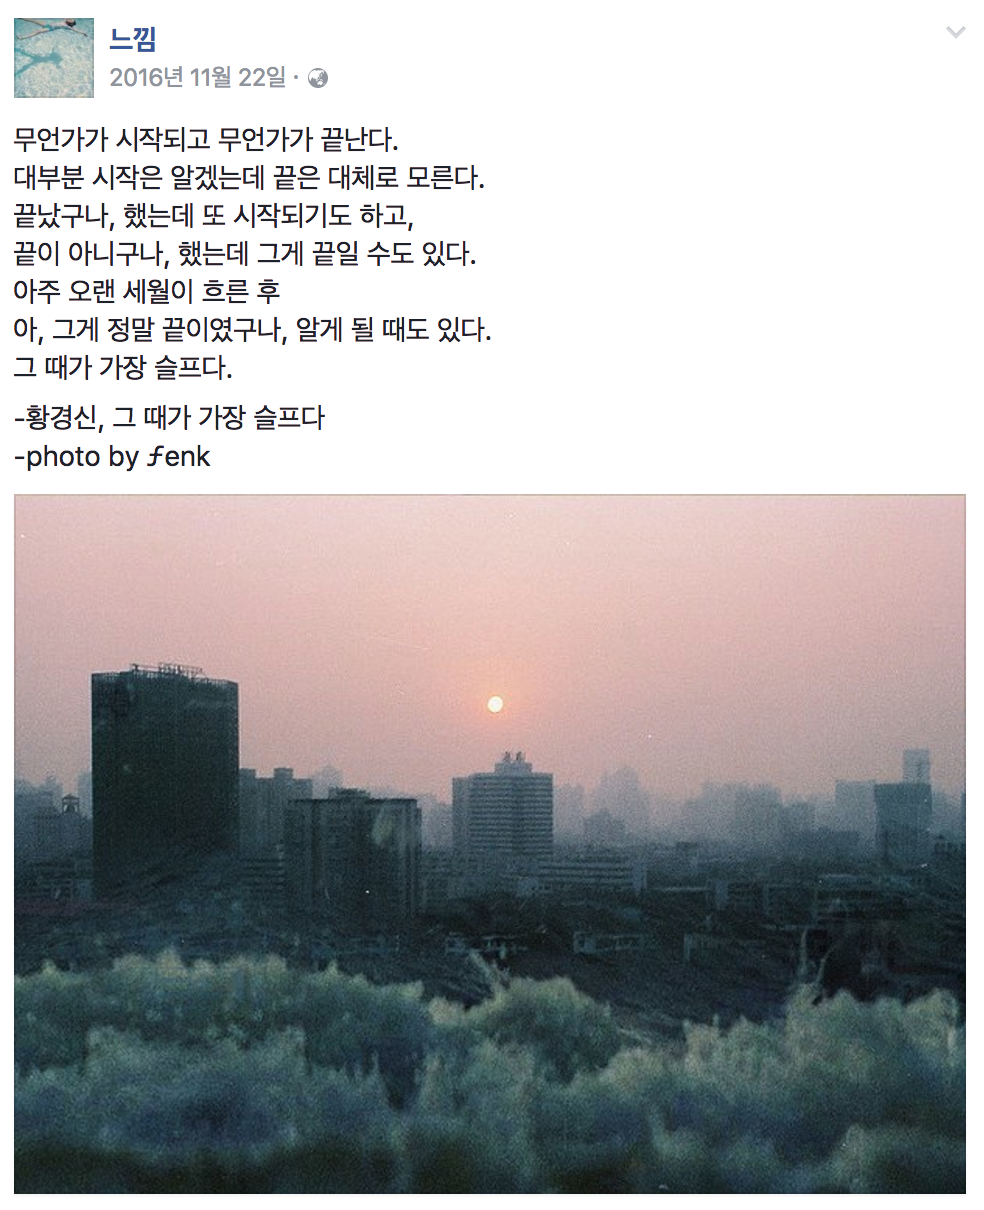 느낌
2016년 11월 22일 ·
무언가가 시작되고 무언가가 끝난다.
대부분 시작은 알겠는데 끝은 대체로 모른다.
끝났구나, 했는데 또 시작되기도 하고,
끝이 아니구나, 했는데 그게 끝일 수도 있다.
아주 오랜 세월이 흐른 후
아, 그게 정말 끝이였구나, 알게 될 때도 있다.
그 때가 가장 슬프다.
-황경신, 그 때가 가장 슬프다
-photo by ƒenk